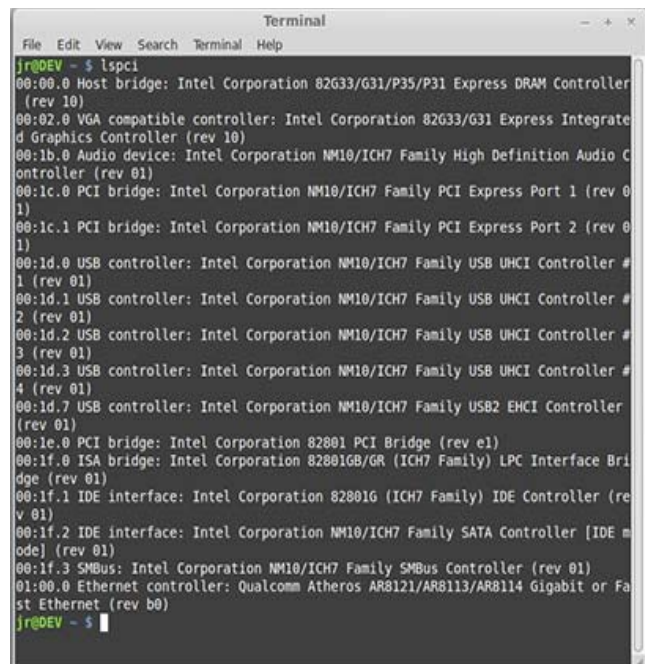 Terminal
File Edit View Search Terminal Help
jr@DEV ~ $ lspci
00:00.0 Host bridge: Intel Corporation 82G33/G31/P35/P31 Express DRAM Controller
 (rev 10)
00:02.0 VGA compatible controller: Intel Corporation 82G33/G31 Express Integrate
d Graphics Controller (rev 10)
00:1b.0 Audio device: Intel Corporation NM10/ICH7 Family High Definition Audio C
ontroller (rev 01)
00:1c.0 PCI bridge: Intel Corporation NM10/ICH7 Family PCI Express Port 1 (rev 0
1)
00:1c.1 PCI bridge: Intel Corporation NM10/ICH7 Family PCI Express Port 2 (rev 0
1)
00:1d.0 USB controller: Intel Corporation NM10/ICH7 Family USB UHCI Controller #
1 (rev 01)
00:1d.1 USB controller: Intel Corporation NM10/ICH7 Family USB UHCI Controller #
2 (rev 01)
00:1d.2 USB controller: Intel Corporation NM10/ICH7 Family USB UHCI Controller #
3 (rev 01)
00:1d.3 USB controller: Intel Corporation NM10/ICH7 Family USB UHCI Controller #
4 (rev 01)
00:1d.7 USB controller: Intel Corporation NM10/ICH7 Family USB2 EHCI Controller
(rev 01)
00:1e.0 PCI bridge: Intel Corporation 82801 PCI Bridge (rev e1)
00:1f.0 ISA bridge: Intel Corporation 82801GB/GR (ICH7 Family) LPC Interface Bri
dge (rev 01)
00:1f.1 IDE interface: Intel Corporation 82801G (ICH7 Family) IDE Controller (re
v 01)
00:1f.2 IDE interface: Intel Corporation NM10/ICH7 Family SATA Controller [IDE m
ode] (rev 01)
00:1f.3 SMBus: Intel Corporation NM10/ICH7 Family SMBus Controller (rev 01)
01:00.0 Ethernet controller: Qualcomm Atheros AR8121/AR8113/AR8114 Gigabit or Fa
st Ethernet (rev b0)
jr@DEV ~ $